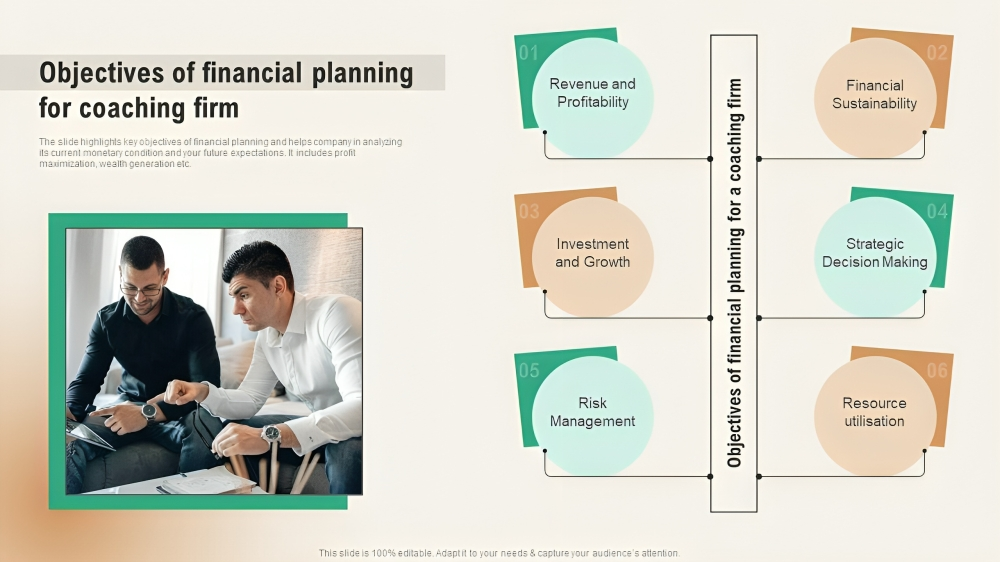 Objectives of financial planning
for coaching firm
The slide highlights key objectives of financial planning and helps company in analyzing
its current monetary condition and your future expectations. It includes profit
maximization, wealth generation etc.
01
Revenue and
Profitability
02
Financial
Sustainability
03
Investment
and Growth
04
Strategic
Decision Making
05
Risk
Management
06
Resource
utilisation
Objectives of financial planning for a coaching firm
This slide is 100% editable. Adapt it to your needs & capture your audience's attention.